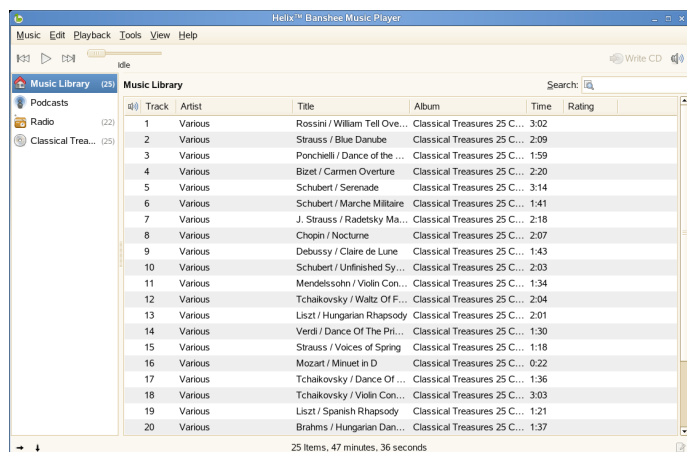 Helix™ Banshee Music Player
Music Edit Playback Tools View Help
Idle
Write CD
Music Library (25)
Podcasts
Radio (22)
Classical Trea... (25)
Music Library
Search:
Track Artist Title Album Time Rating
1 Various Rossini / William Tell Ove... Classical Treasures 25 C... 3:02
2 Various Strauss / Blue Danube Classical Treasures 25 C... 2:09
3 Various Ponchielli / Dance of the ... Classical Treasures 25 C... 1:59
4 Various Bizet / Carmen Overture Classical Treasures 25 C... 2:20
5 Various Schubert / Serenade Classical Treasures 25 C... 3:14
6 Various Schubert / Marche Militaire Classical Treasures 25 C... 1:41
7 Various J. Strauss / Radetsky Ma... Classical Treasures 25 C... 2:18
8 Various Chopin / Nocturne Classical Treasures 25 C... 2:07
9 Various Debussy / Claire de Lune Classical Treasures 25 C... 1:43
10 Various Schubert / Unfinished Sy... Classical Treasures 25 C... 2:03
11 Various Mendelssohn / Violin Con... Classical Treasures 25 C... 1:34
12 Various Tchaikovsky / Waltz Of F... Classical Treasures 25 C... 2:04
13 Various Liszt / Hungarian Rhapsody Classical Treasures 25 C... 2:01
14 Various Verdi / Dance Of The Pri... Classical Treasures 25 C... 1:30
15 Various Strauss / Voices of Spring Classical Treasures 25 C... 1:18
16 Various Mozart / Minuet in D Classical Treasures 25 C... 0:22
17 Various Tchaikovsky / Dance Of ... Classical Treasures 25 C... 1:36
18 Various Tchaikovsky / Violin Con... Classical Treasures 25 C... 3:03
19 Various Liszt / Spanish Rhapsody Classical Treasures 25 C... 1:21
20 Various Brahms / Hungarian Dan... Classical Treasures 25 C... 1:37
25 Items, 47 minutes, 36 seconds